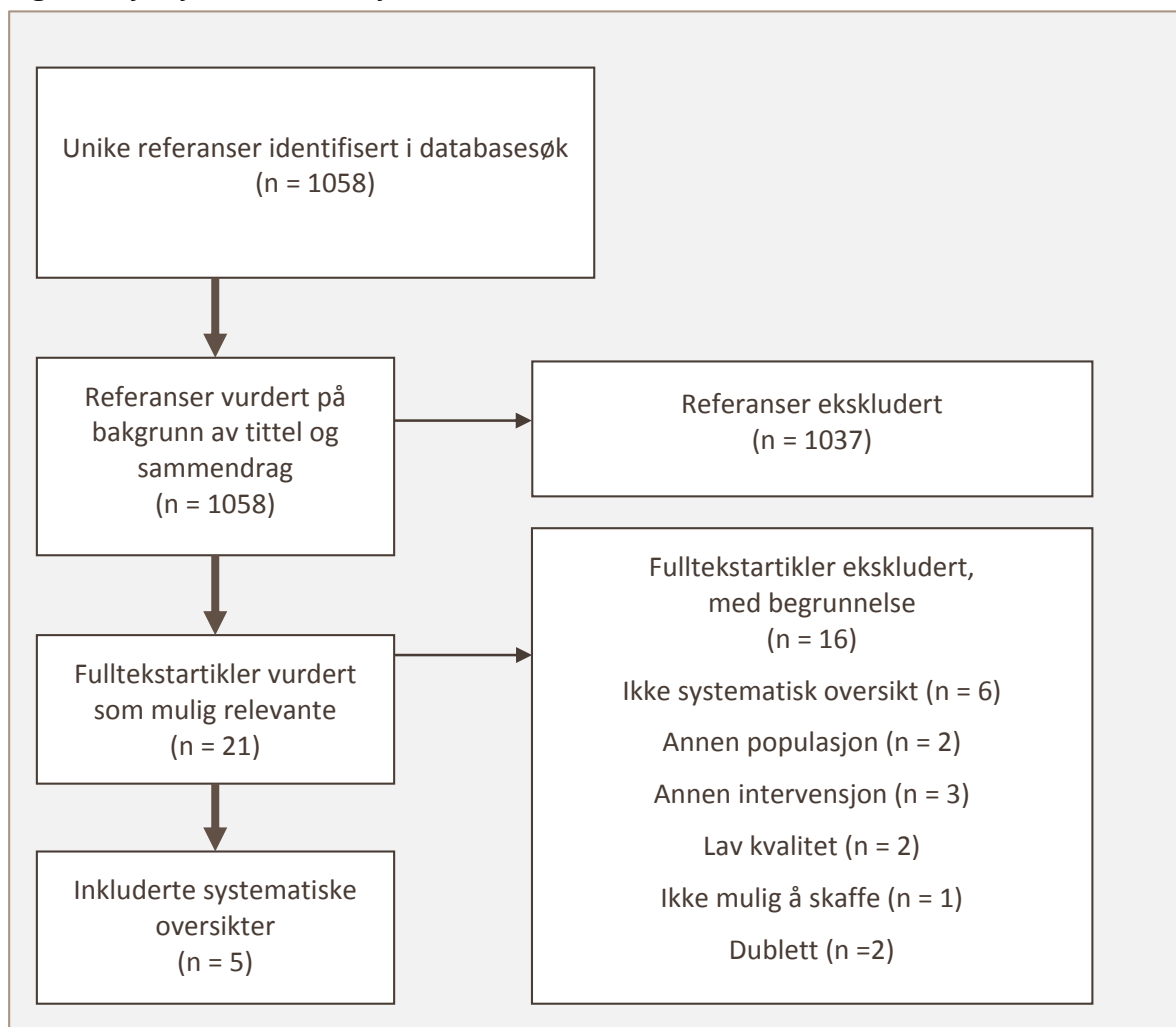 Unike referanser identifisert i databasesøk
(n = 1058)
Referanser vurdert på
bakgrunn av tittel og
sammendrag
(n = 1058)
Referanser ekskludert
(n = 1037)
Fulltekstartikler vurdert
som mulig relevante
(n = 21)
Fulltekstartikler ekskludert,
med begrunnelse
(n = 16)
Ikke systematisk oversikt (n = 6)
Annen populasjon (n = 2)
Annen intervensjon (n = 3)
Lav kvalitet (n = 2)
Ikke mulig å skaffe (n = 1)
Dublett (n =2)
Inkluderte systematiske
oversikter
(n = 5)